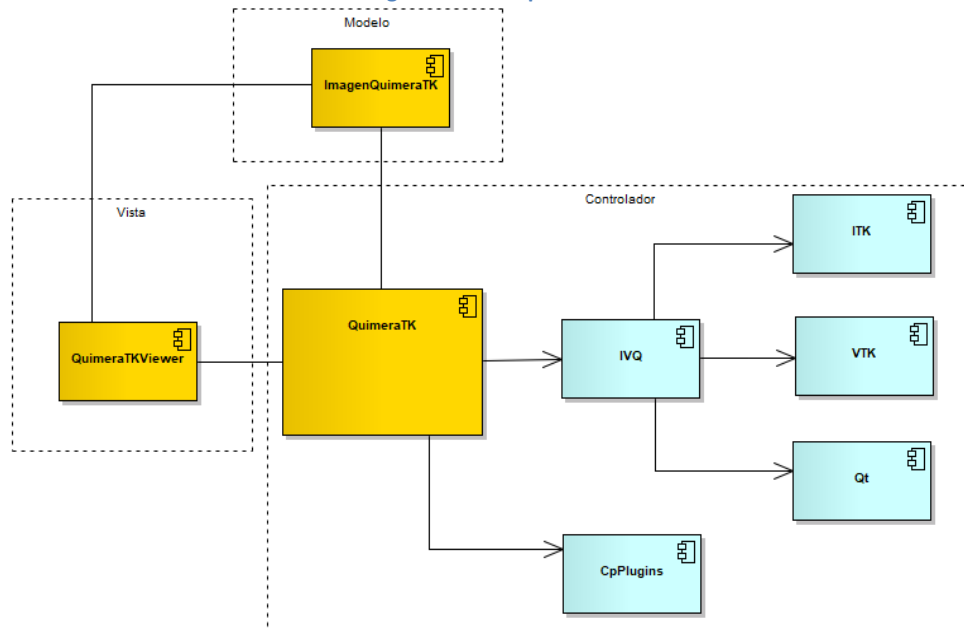 Modelo
ImagenQuimeraTK
Controlador
Vista
ITK
QuimeraTK
IVQ
VTK
QuimeraTKViewer
Qt
CpPlugins